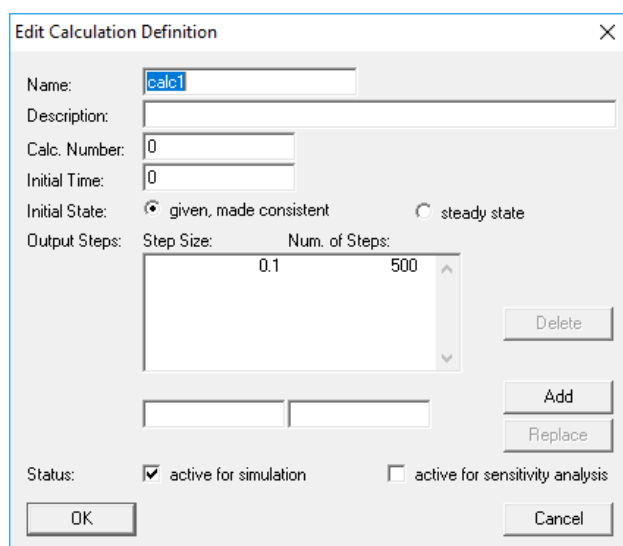 Edit Calculation Definition
Name: calc1
Description:
Calc. Number: 0
Initial Time: 0
Initial State: given, made consistent steady state
Output Steps: Step Size: Num. of Steps:
0.1 500
Delete
Add
Replace
Status: active for simulation active for sensitivity analysis
OK Cancel